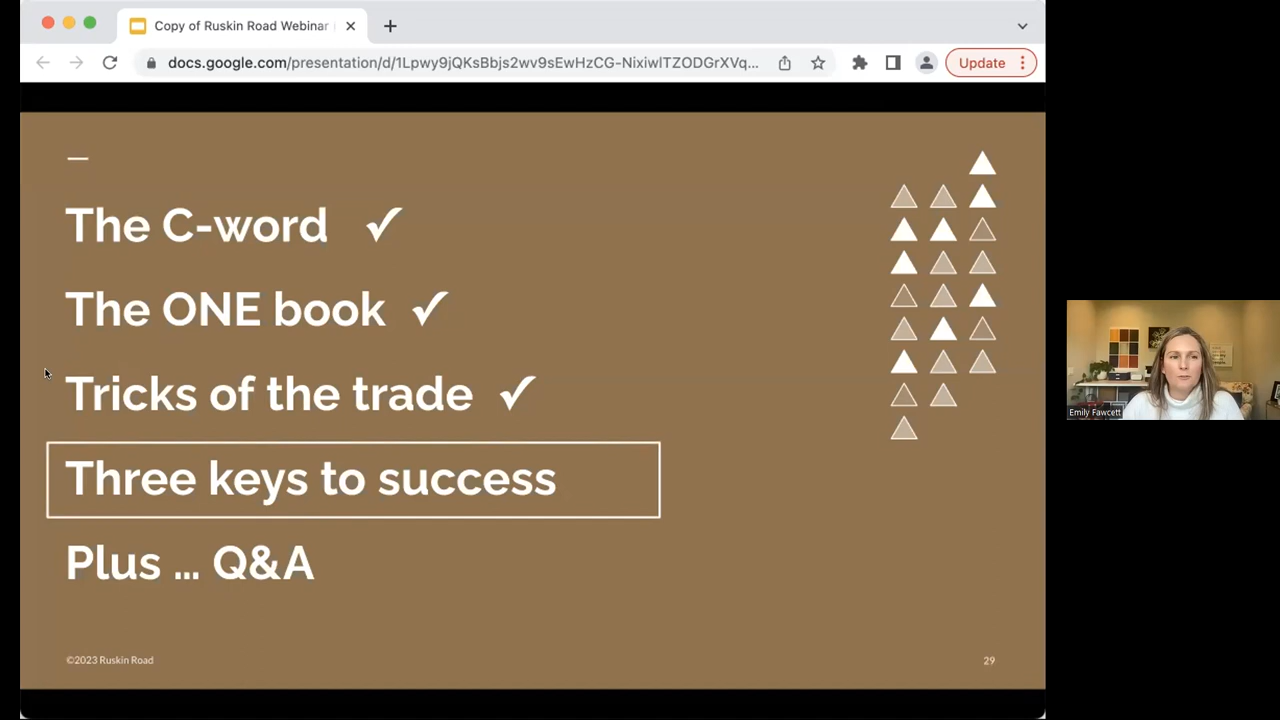 Copy of Ruskin Road Webinar
docs.google.com/presentation/d/1Lpwy9jQKsBbjs2wv9sEwHzCG-NixiwlTZODGrXVq...
Update
The C-word ✓
The ONE book ✓
Tricks of the trade ✓
Three keys to success
Plus ... Q&A
©2023 Ruskin Road
29
Emily Fawcett